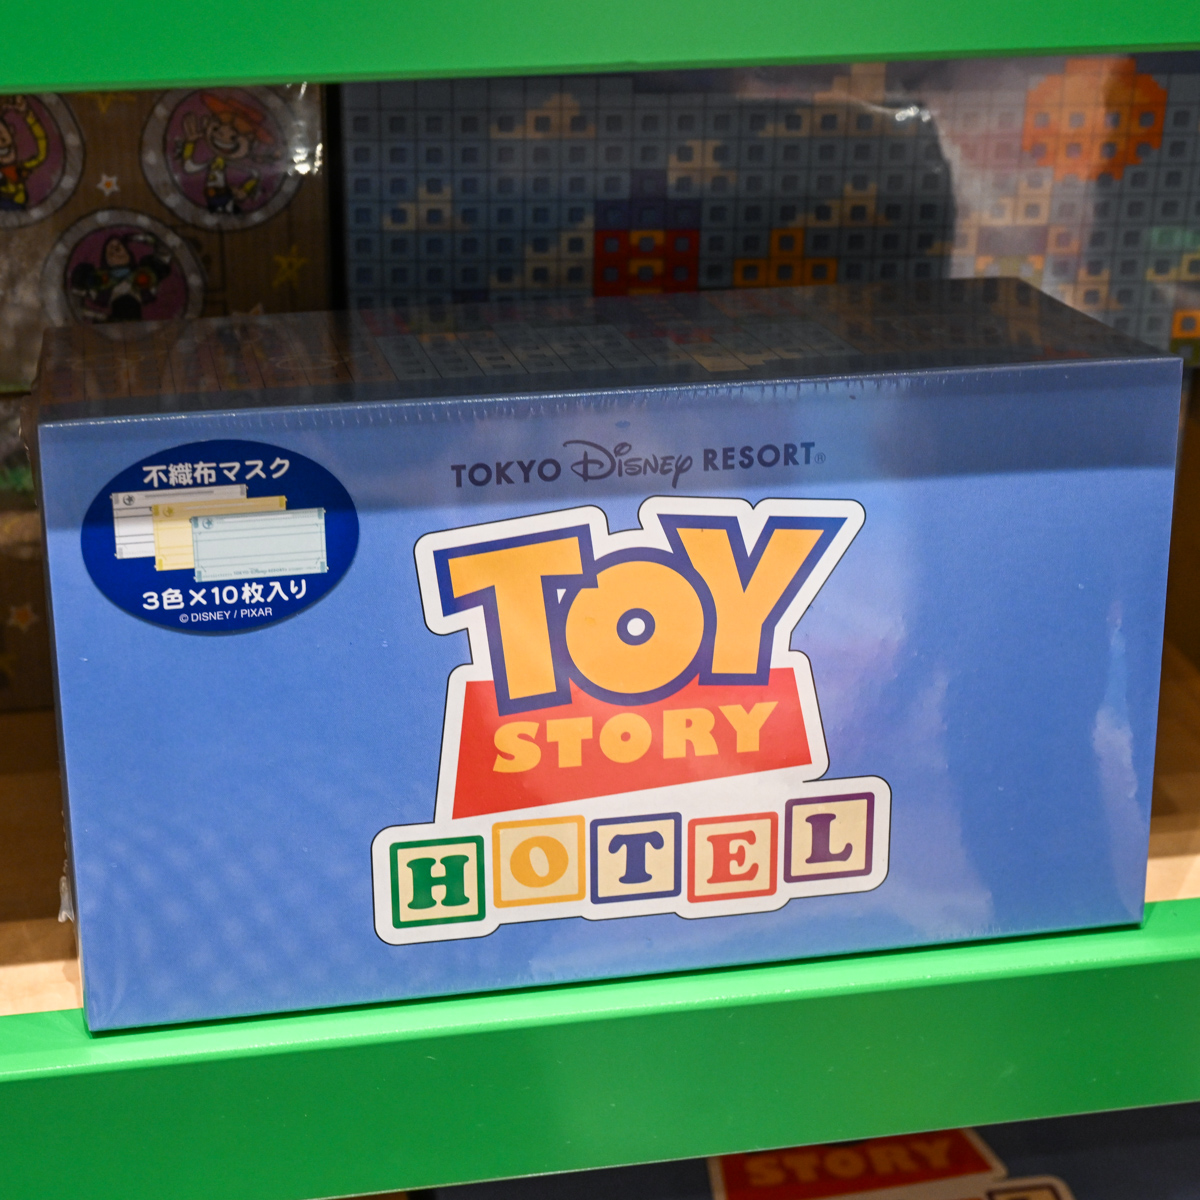 TOKYO Disney RESORT®
不織布マスク
3色×10枚入り
© DISNEY / PIXAR
TOY
STORY
HOTEL
STORY